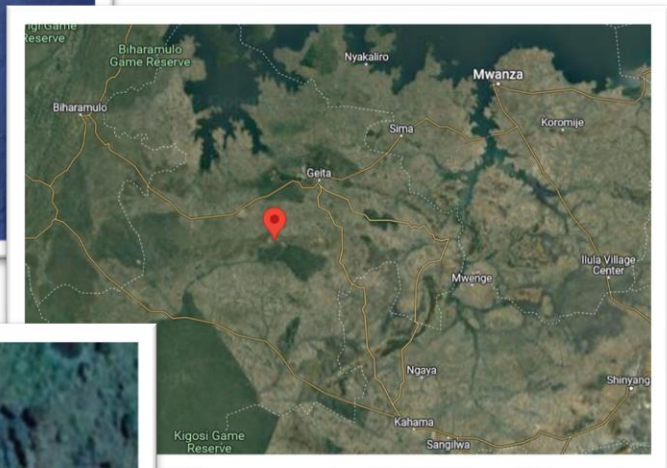 igi Game
Reserve
Biharamulo
Game Reserve
Nyakaliro
Mwanza
Biharamulo
Koromije
Sima
Geita
Ilula Village
Center
Mwenge
Ngaya
Shinyang
Kahama
Kigosi Game
Reserve
Sangilwa